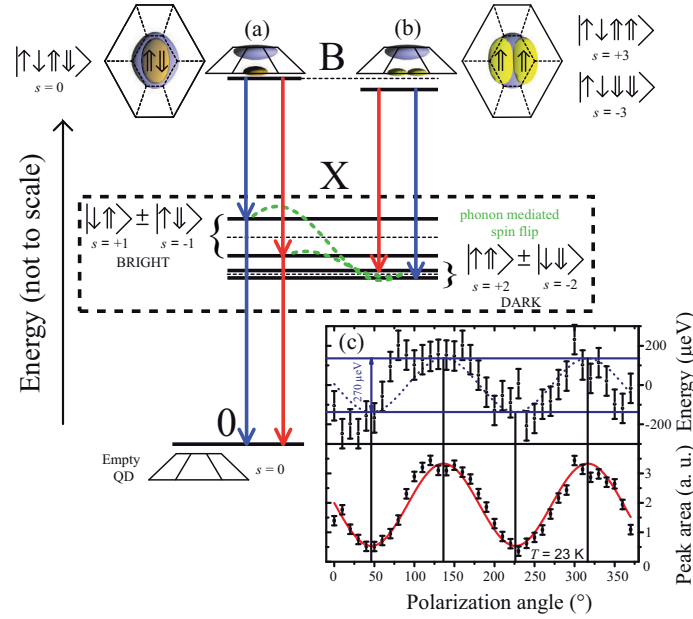 (a)
(b)
B
|↑↓⇑⇓⟩
s = 0
⇑⇓
⇑ ⇑
|↑↓⇑⇑⟩
s = +3
|↑↓⇓⇓⟩
s = -3
X
|↓⇑⟩ ± |↑⇓⟩
s = +1 s = -1
BRIGHT
{
phonon mediated
spin flip
}
|↑⇑⟩ ± |↓⇓⟩
s = +2 s = -2
DARK
Energy (not to scale)
0
Empty
QD
s = 0
(c)
270 µeV
200
0
-200
Energy (µeV)
3
2
1
0
Peak area (a. u.)
T = 23 K
0 50 100 150 200 250 300 350
Polarization angle (°)